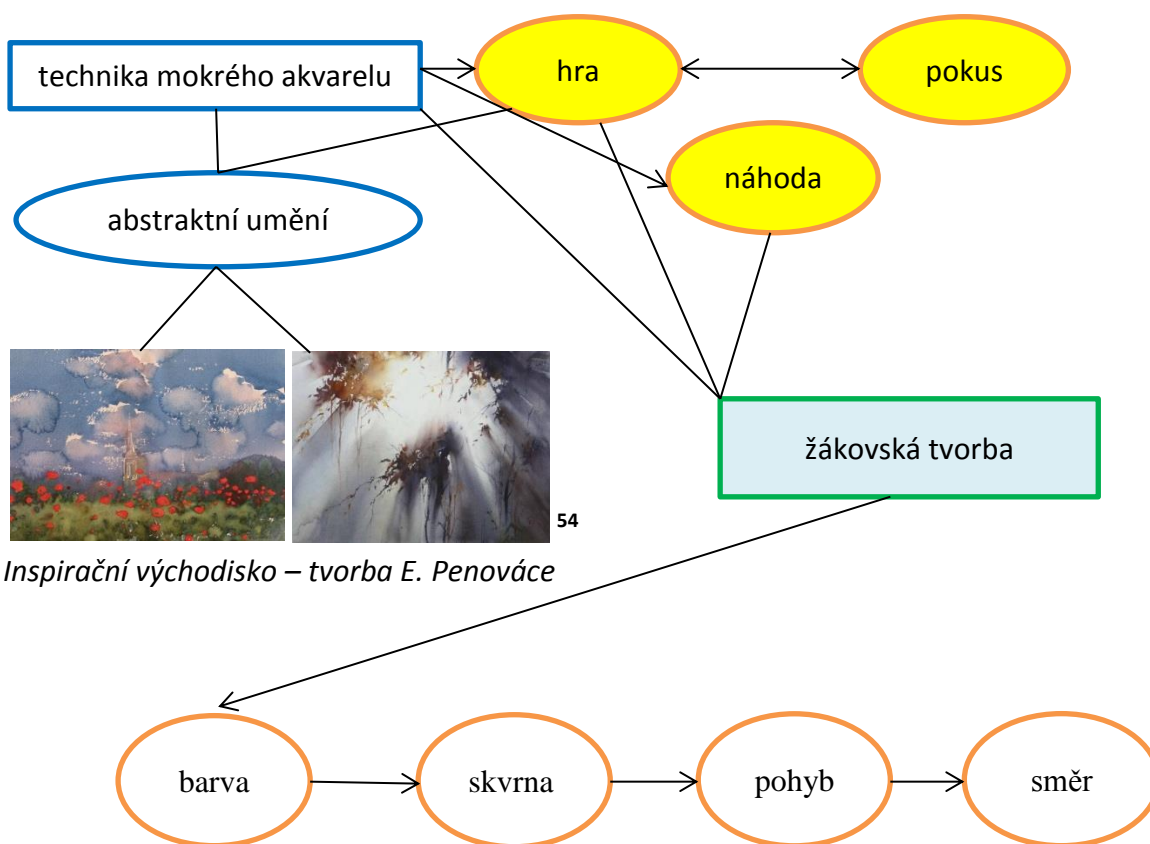 technika mokrého akvarelu
hra
pokus
náhoda
abstraktní umění
žákovská tvorba
54
Inspirační východisko – tvorba E. Penováce
barva
skvrna
pohyb
směr